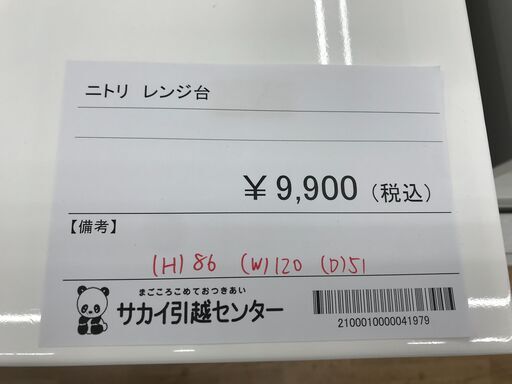 ニトリ レンジ台
￥9,900（税込）
【備考】
(H)86 (W)120 (D)51
まごころこめておつきあい
サカイ引越センター
2100010000041979